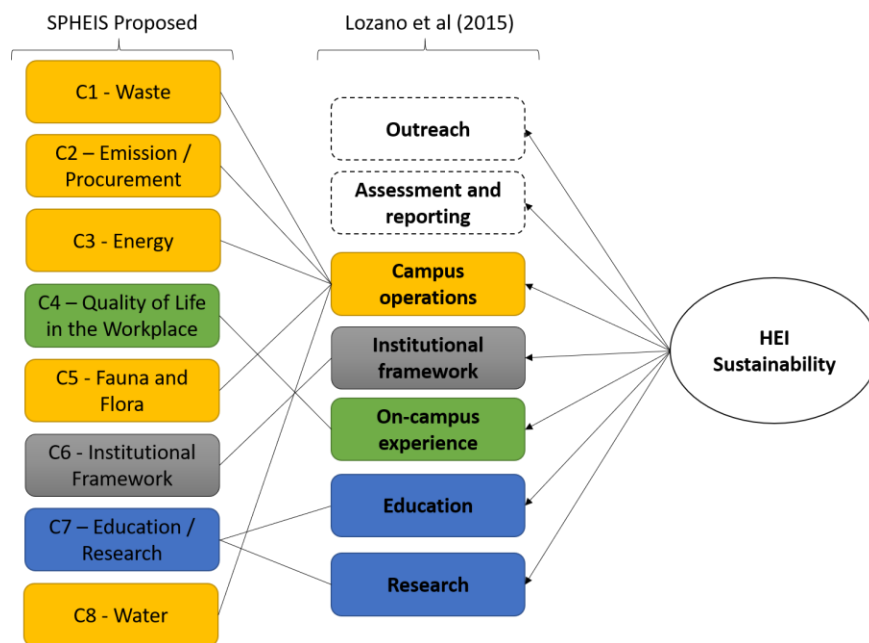 SPHEIS Proposed
C1 - Waste
C2 – Emission /
Procurement
C3 - Energy
C4 – Quality of Life
in the Workplace
C5 - Fauna and
Flora
C6 - Institutional
Framework
C7 – Education /
Research
C8 - Water
Lozano et al (2015)
Outreach
Assessment and
reporting
Campus
operations
Institutional
framework
On-campus
experience
Education
Research
HEI
Sustainability